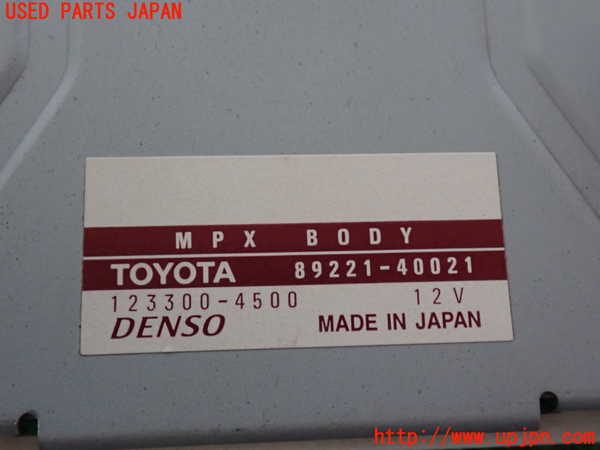 USED PARTS JAPAN
MPX BODY
TOYOTA 89221-40021
123300-4500 12V
DENSO MADE IN JAPAN
http://www.upjpn.com